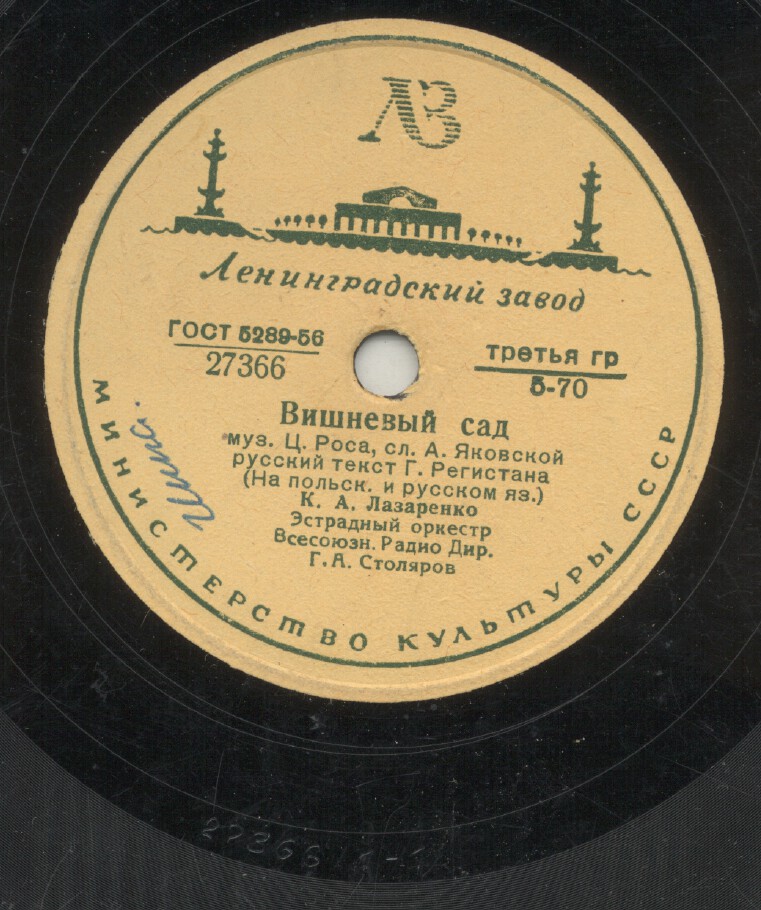 ЛЗ
Ленинградский завод
ГОСТ 5289-56
27366
третья гр
5-70
Вишневый сад
муз. Ц. Роса, сл. А. Яковской
русский текст Г. Регистана
(На польск. и русском яз.)
К. А. Лазаренко
Эстрадный оркестр
Всесоюзн. Радио Дир.
Г. А. Столяров
МИНИСТЕРСТВО КУЛЬТУРЫ СССР